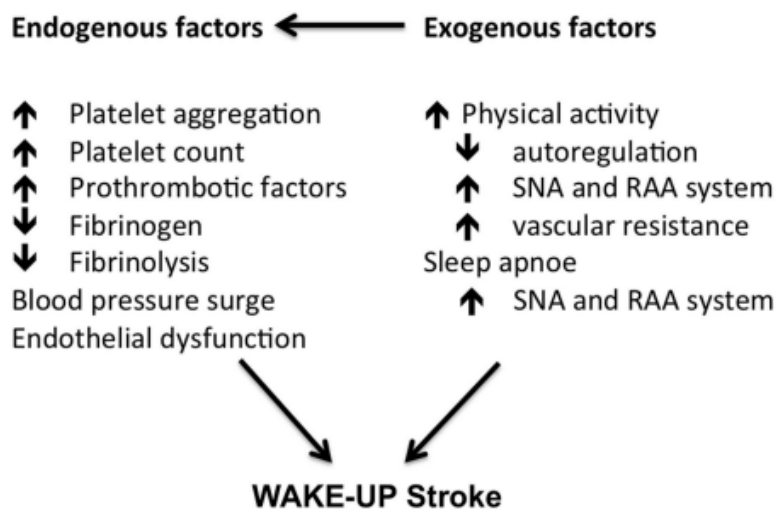 Endogenous factors
Platelet aggregation
Platelet count
Prothrombotic factors
Fibrinogen
Fibrinolysis
Blood pressure surge
Endothelial dysfunction
Exogenous factors
Physical activity
autoregulation
SNA and RAA system
vascular resistance
Sleep apnoe
SNA and RAA system
WAKE-UP Stroke